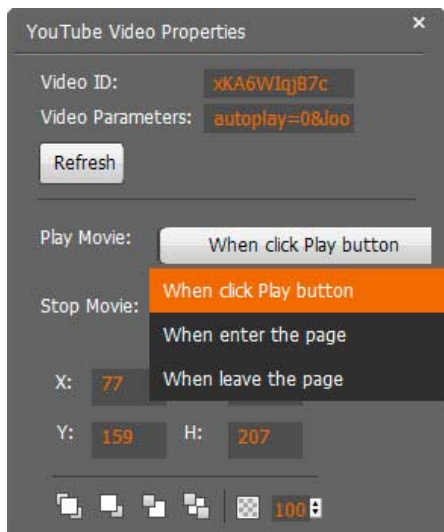 YouTube Video Properties
Video ID: xKA6WIqjB7c
Video Parameters: autoplay=0&loo
Refresh
Play Movie: When click Play button
When click Play button
Stop Movie:
When enter the page
When leave the page
X: 77
Y: 159 H: 207
100